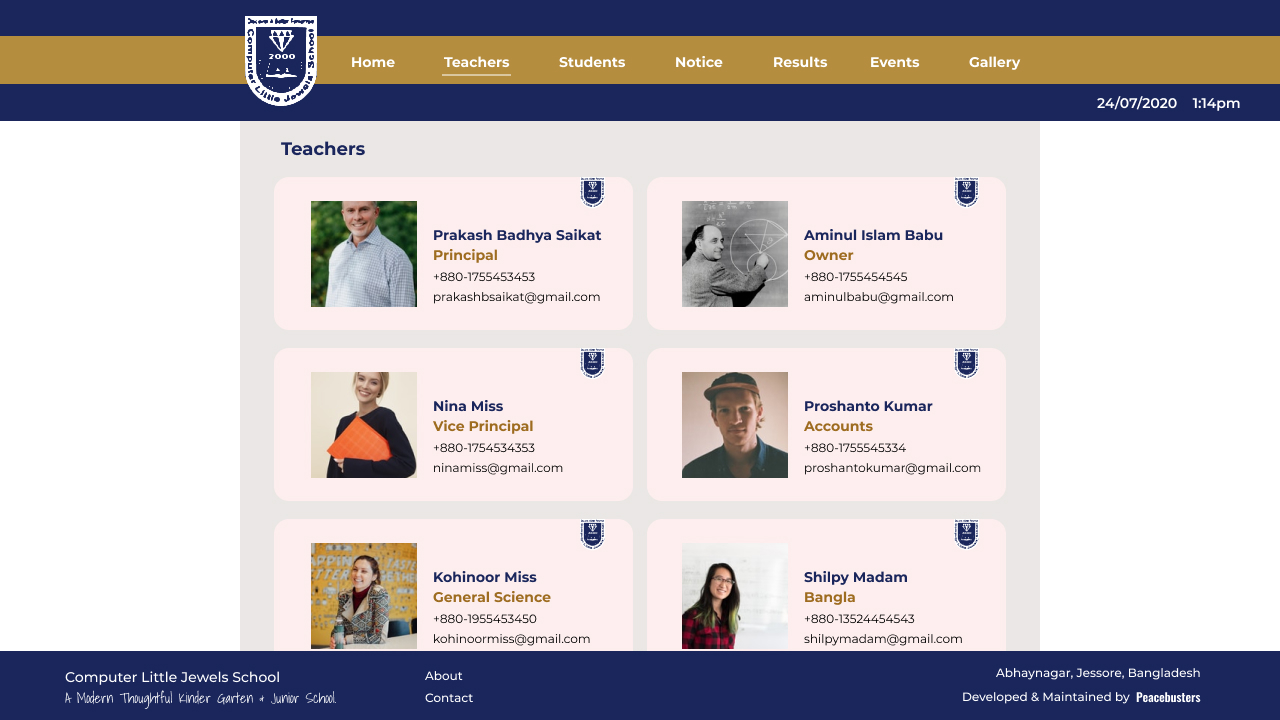 2000
Computer Little Jewels' School
Home
Teachers
Students
Notice
Results
Events
Gallery
24/07/2020 1:14pm
Teachers
Prakash Badhya Saikat
Principal
+880-1755453453
prakashbsaikat@gmail.com
Aminul Islam Babu
Owner
+880-1755454545
aminulbabu@gmail.com
Nina Miss
Vice Principal
+880-1754534353
ninamiss@gmail.com
Proshanto Kumar
Accounts
+880-1755545334
proshantokumar@gmail.com
Kohinoor Miss
General Science
+880-1955453450
kohinoormiss@gmail.com
Shilpy Madam
Bangla
+880-13524454543
shilpymadam@gmail.com
Computer Little Jewels School
A Modern Thoughtful Kinder Garten & Junior School.
About
Contact
Abhaynagar, Jessore, Bangladesh
Developed & Maintained by Peacebusters